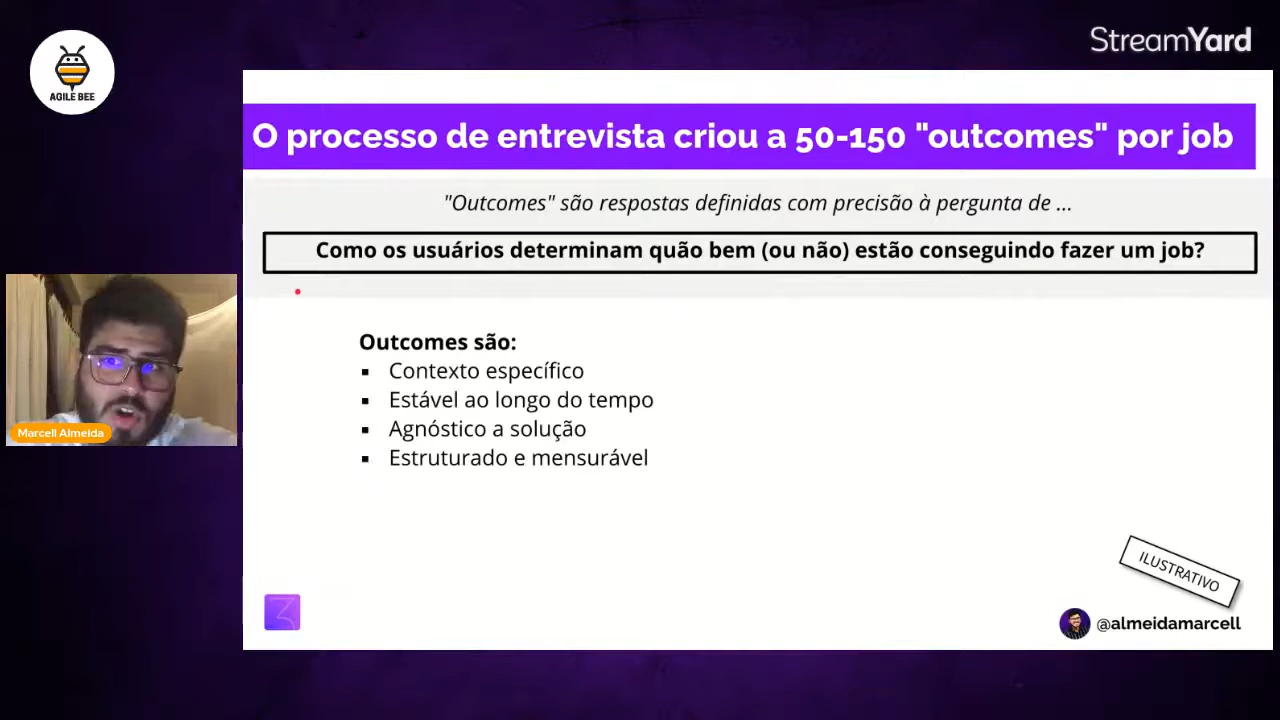 StreamYard
AGILE BEE
O processo de entrevista criou a 50-150 "outcomes" por job
"Outcomes" são respostas definidas com precisão à pergunta de ...
Como os usuários determinam quão bem (ou não) estão conseguindo fazer um job?
Outcomes são:
▪ Contexto específico
▪ Estável ao longo do tempo
▪ Agnóstico a solução
▪ Estruturado e mensurável
Marcell Almeida
ILUSTRATIVO
@almeidamarcell